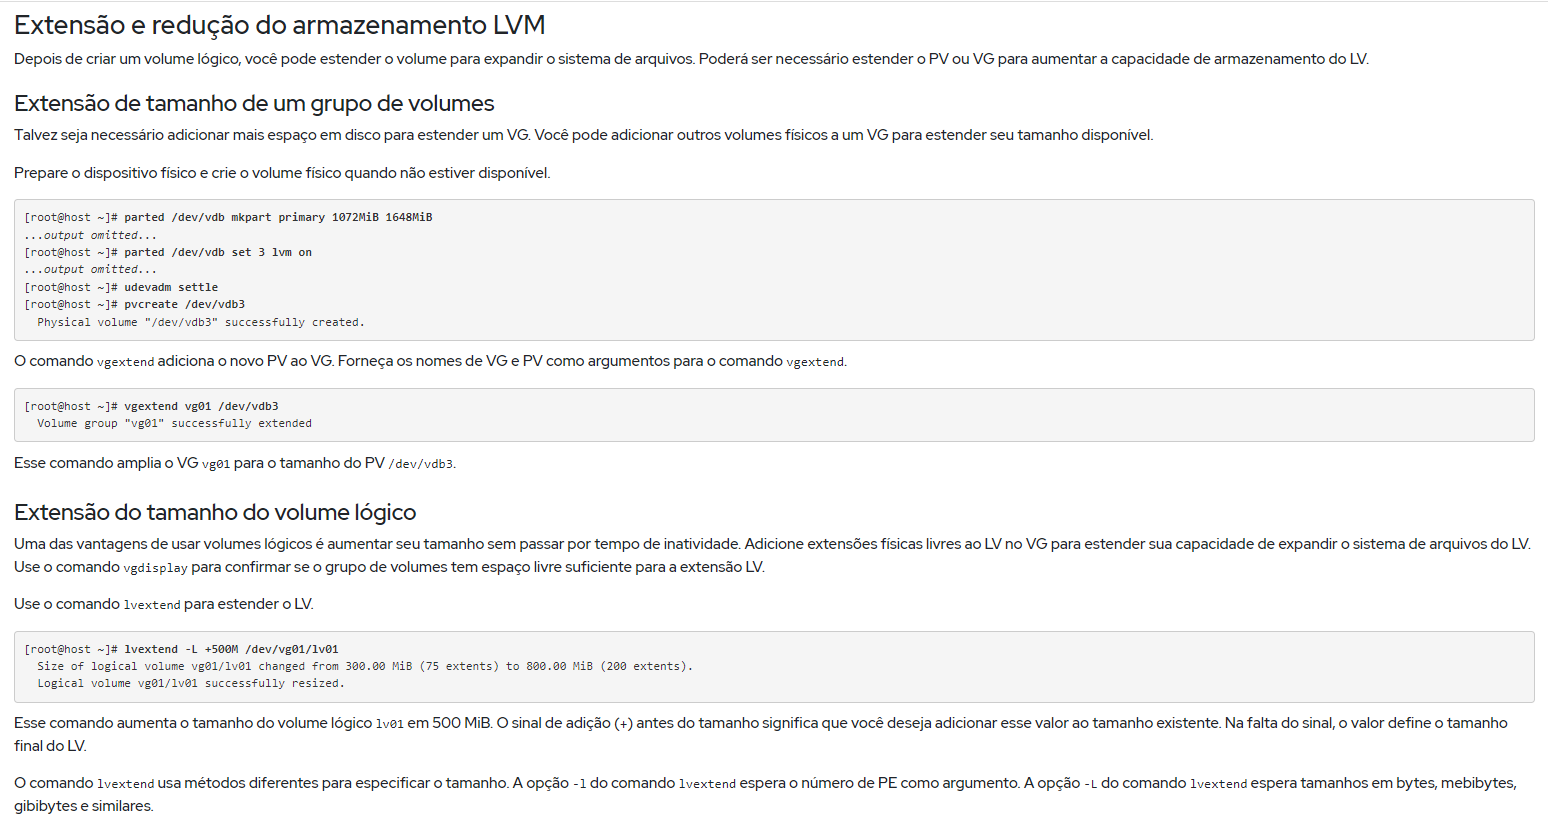 Extensão e redução do armazenamento LVM
Depois de criar um volume lógico, você pode estender o volume para expandir o sistema de arquivos. Poderá ser necessário estender o PV ou VG para aumentar a capacidade de armazenamento do LV.
Extensão de tamanho de um grupo de volumes
Talvez seja necessário adicionar mais espaço em disco para estender um VG. Você pode adicionar outros volumes físicos a um VG para estender seu tamanho disponível.
Prepare o dispositivo físico e crie o volume físico quando não estiver disponível.
[root@host ~]# parted /dev/vdb mkpart primary 1072MiB 1648MiB
...output omitted...
[root@host ~]# parted /dev/vdb set 3 lvm on
...output omitted...
[root@host ~]# udevadm settle
[root@host ~]# pvcreate /dev/vdb3
  Physical volume "/dev/vdb3" successfully created.
O comando vgextend adiciona o novo PV ao VG. Forneça os nomes de VG e PV como argumentos para o comando vgextend.
[root@host ~]# vgextend vg01 /dev/vdb3
  Volume group "vg01" successfully extended
Esse comando amplia o VG vg01 para o tamanho do PV /dev/vdb3.
Extensão do tamanho do volume lógico
Uma das vantagens de usar volumes lógicos é aumentar seu tamanho sem passar por tempo de inatividade. Adicione extensões físicas livres ao LV no VG para estender sua capacidade de expandir o sistema de arquivos do LV.
Use o comando vgdisplay para confirmar se o grupo de volumes tem espaço livre suficiente para a extensão LV.
Use o comando lvextend para estender o LV.
[root@host ~]# lvextend -L +500M /dev/vg01/lv01
  Size of logical volume vg01/lv01 changed from 300.00 MiB (75 extents) to 800.00 MiB (200 extents).
  Logical volume vg01/lv01 successfully resized.
Esse comando aumenta o tamanho do volume lógico lv01 em 500 MiB. O sinal de adição (+) antes do tamanho significa que você deseja adicionar esse valor ao tamanho existente. Na falta do sinal, o valor define o tamanho
final do LV.
O comando lvextend usa métodos diferentes para especificar o tamanho. A opção -l do comando lvextend espera o número de PE como argumento. A opção -L do comando lvextend espera tamanhos em bytes, mebibytes,
gibibytes e similares.